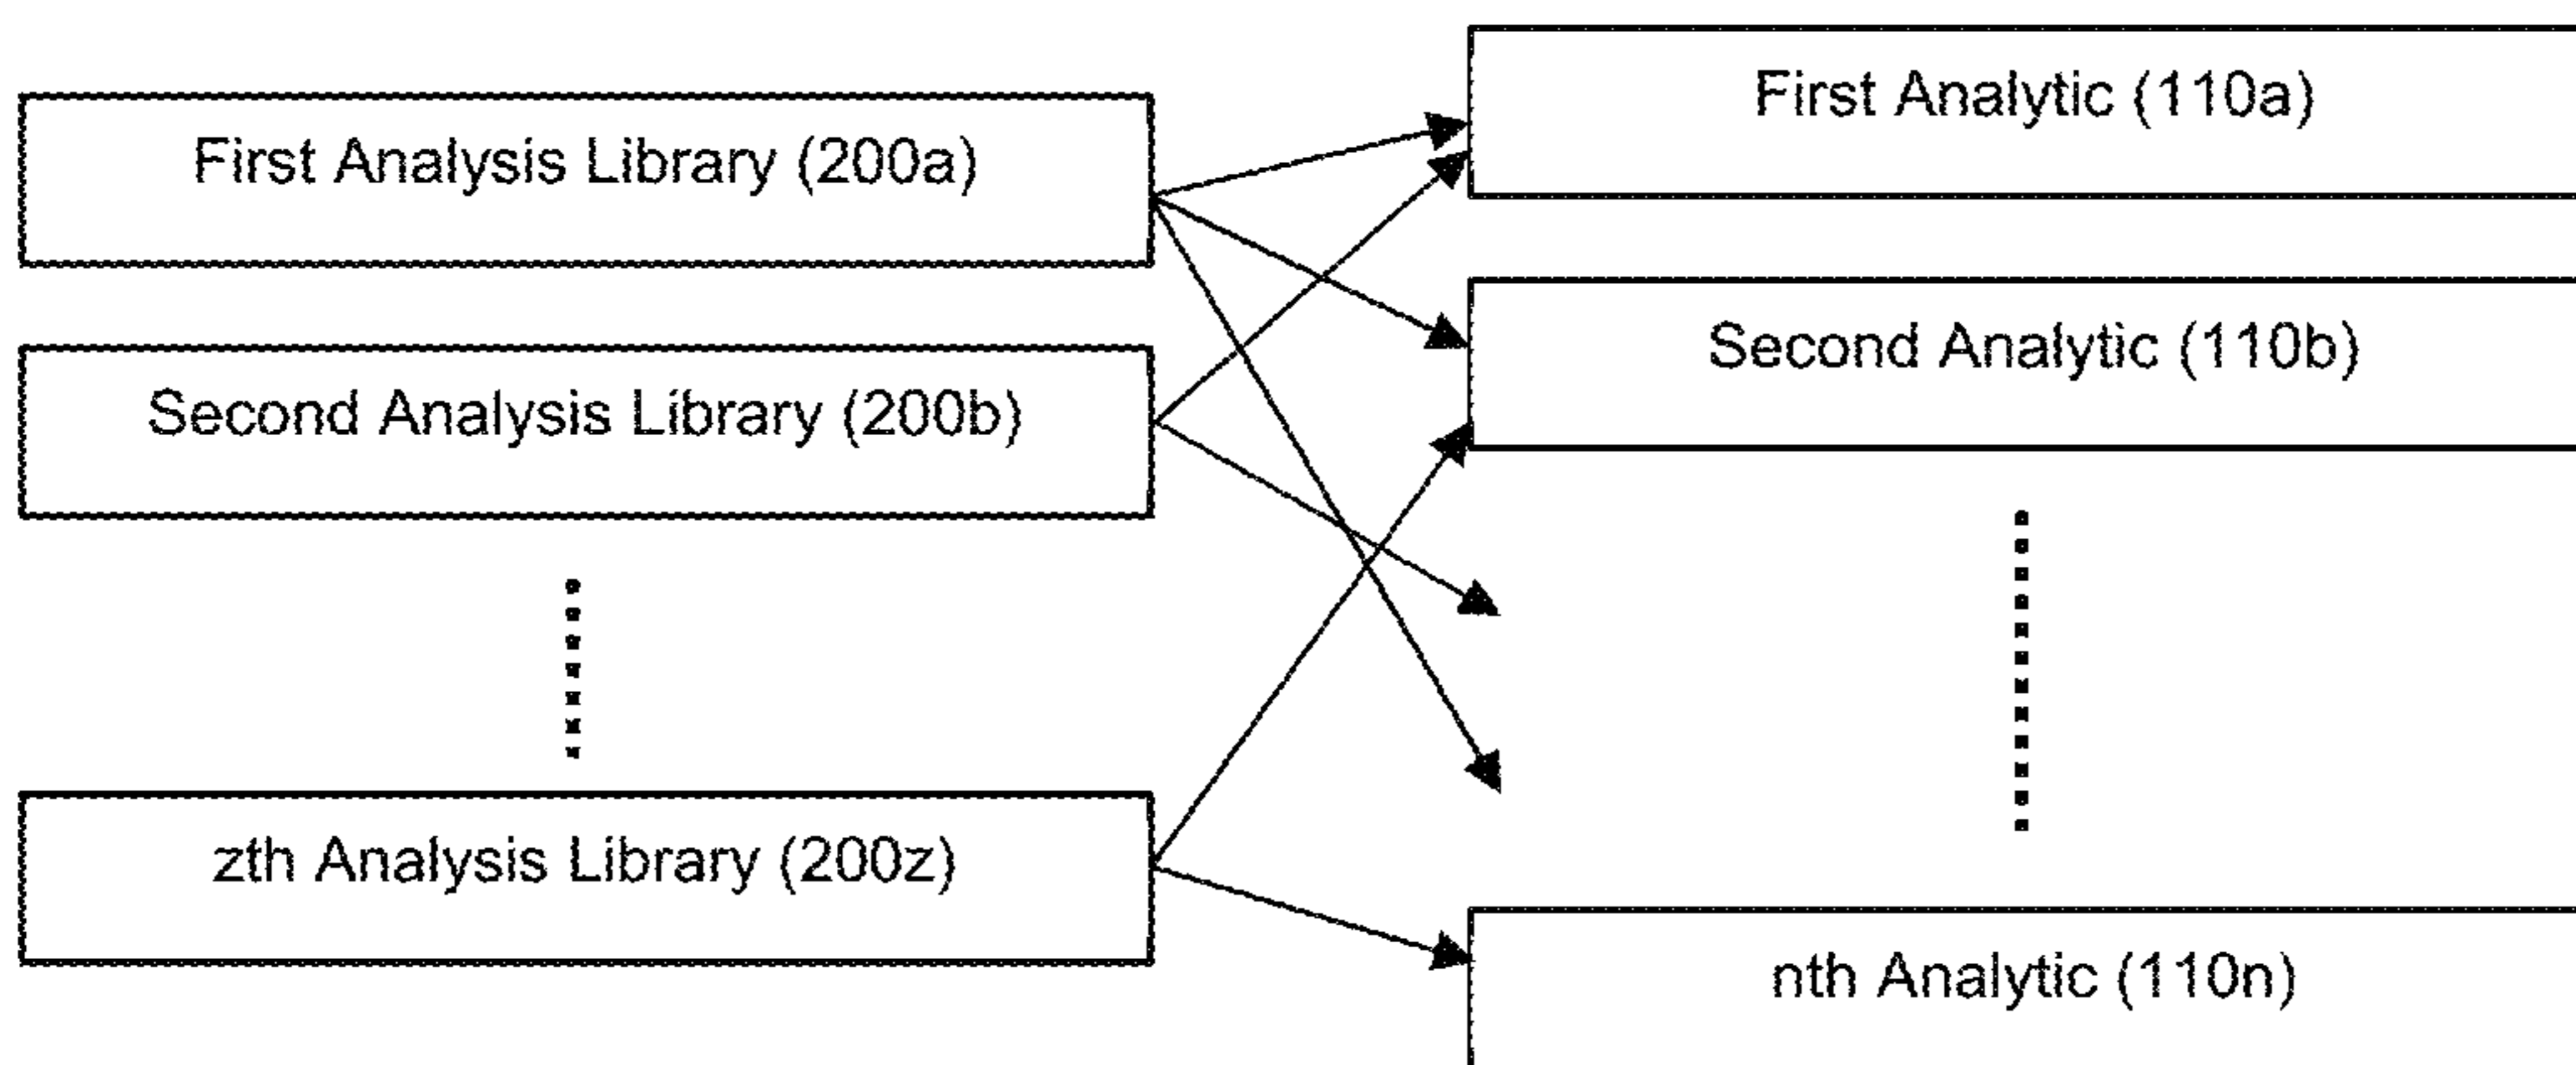 First Analysis Library (200a)
Second Analysis Library (200b)
zth Analysis Library (200z)
First Analytic (110a)
Second Analytic (110b)
nth Analytic (110n)